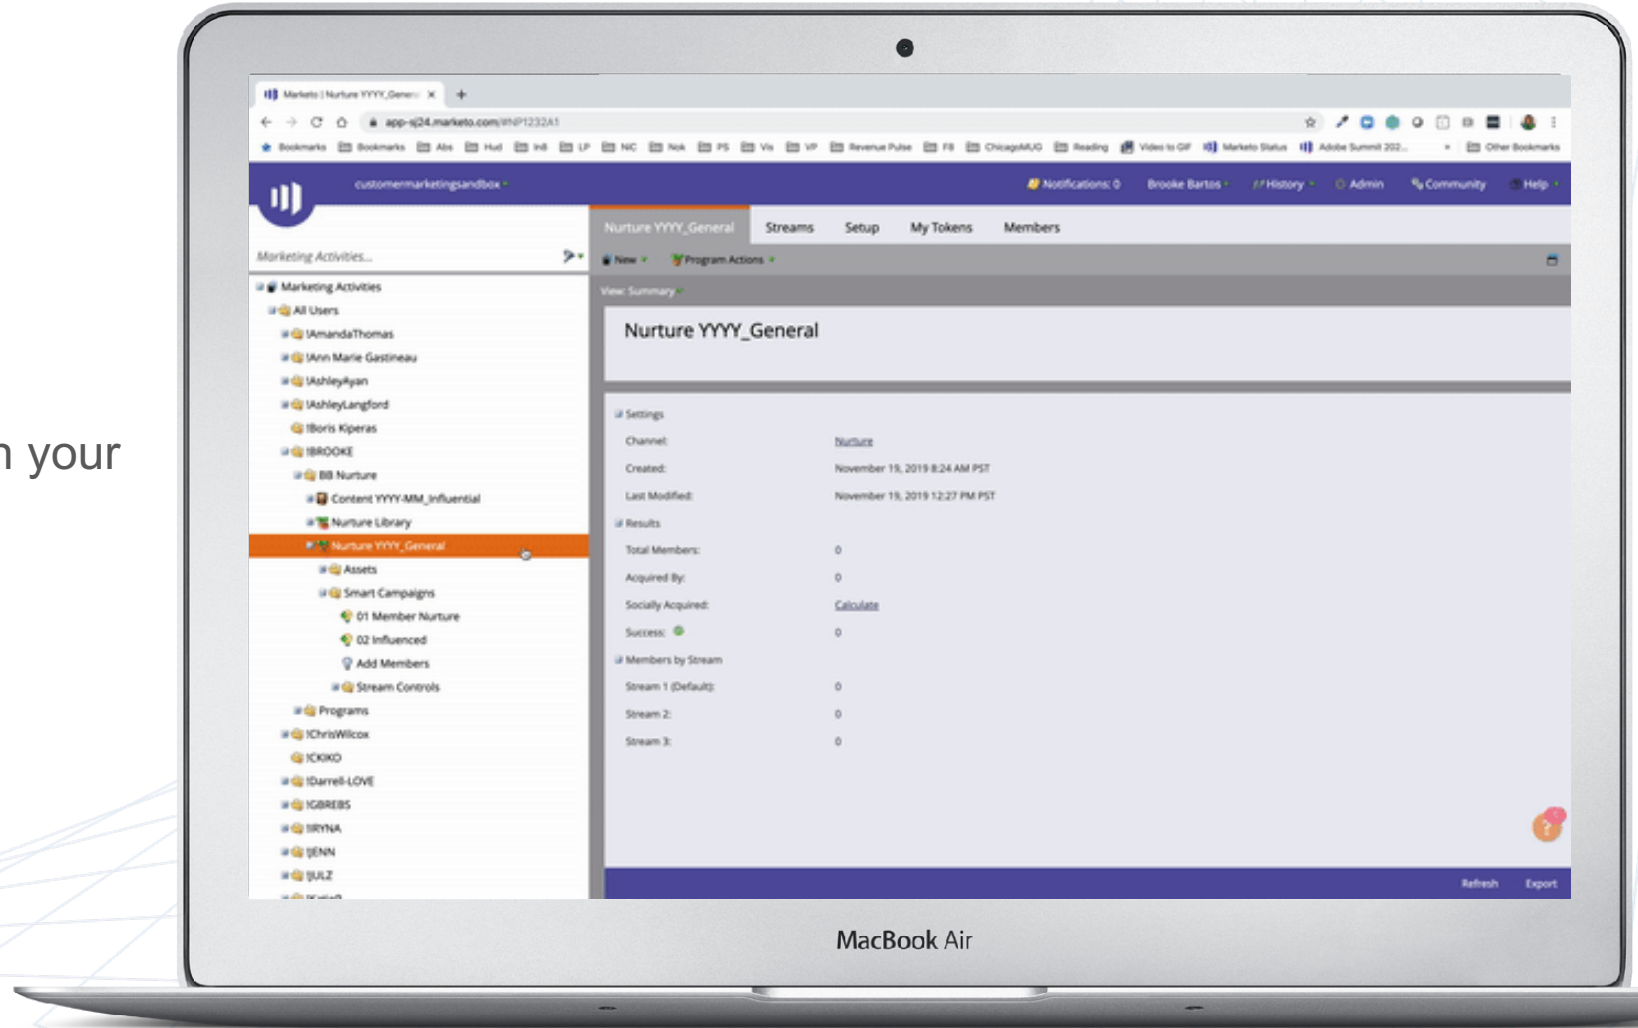 n your
Marketo | Nurture YYYY_Gener
app-sj24.marketo.com/#NP1232A1
Bookmarks Bookmarks Abs Hud In8 LP NIC Nok PS Vis VP Revenue Pulse F8 ChicagoMUG Reading Video to GIF Marketo Status Adobe Summit 202... Other Bookmarks
customermarketingsandbox Notifications: 0 Brooke Bartos History Admin Community Help
Nurture YYYY_General Streams Setup My Tokens Members
Marketing Activities... New Program Actions
View: Summary
Marketing Activities
All Users
!AmandaThomas
!Ann Marie Gastineau
!AshleyAyan
!AshleyLangford
!Boris Kiperas
!BROOKE
BB Nurture
Content YYYY-MM_Influential
Nurture Library
Nurture YYYY_General
Assets
Smart Campaigns
01 Member Nurture
02 Influenced
Add Members
Stream Controls
Programs
!ChrisWilcox
!CKIKO
!Darrell-LOVE
!GBREBS
!IRYNA
!JENN
!JULZ
Nurture YYYY_General
Settings
Channel: Nurture
Created: November 19, 2019 8:24 AM PST
Last Modified: November 19, 2019 12:27 PM PST
Results
Total Members: 0
Acquired By: 0
Socially Acquired: Calculate
Success: 0
Members by Stream
Stream 1 (Default): 0
Stream 2: 0
Stream 3: 0
?
Refresh Export
MacBook Air